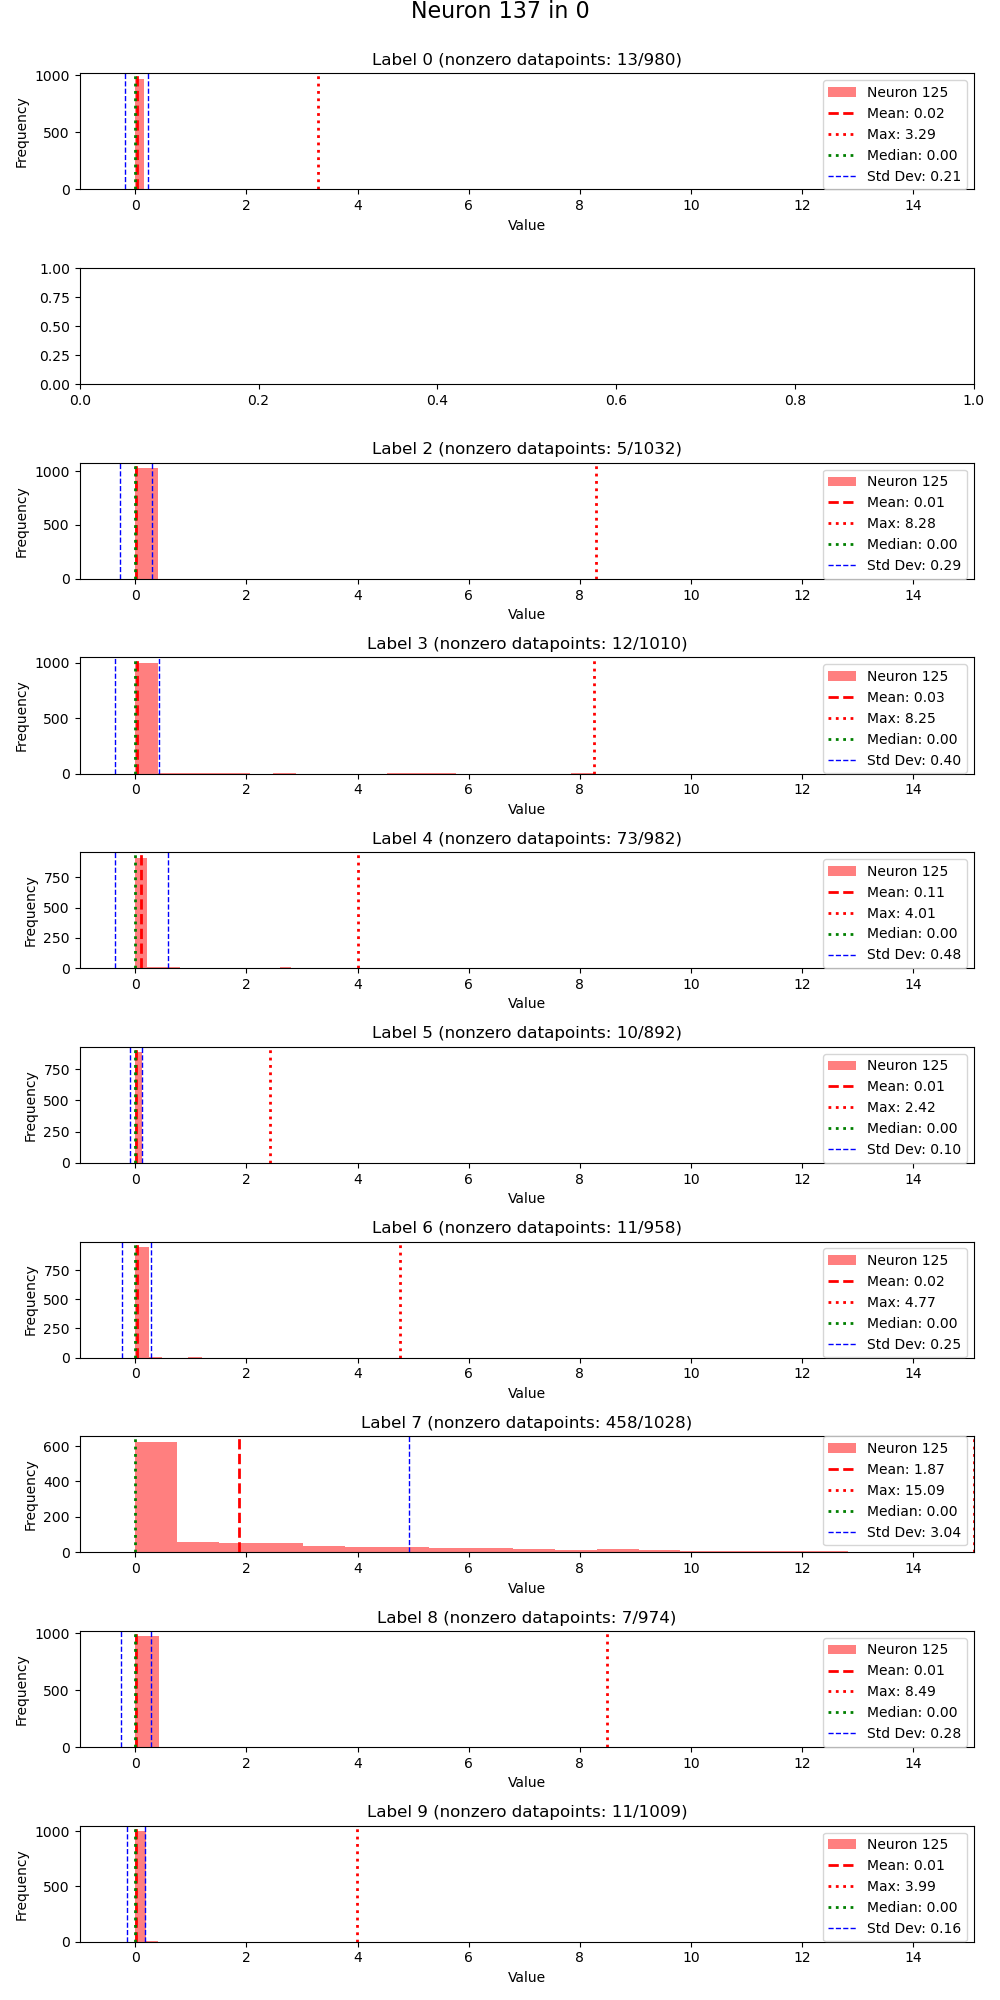 Neuron 137 in 0
Label 0 (nonzero datapoints: 13/980)
Frequency
1000
500
0
Neuron 125
Mean: 0.02
Max: 3.29
Median: 0.00
Std Dev: 0.21
0 2 4 6 8 10 12 14
Value
1.00
0.75
0.50
0.25
0.00
0.0 0.2 0.4 0.6 0.8 1.0
Label 2 (nonzero datapoints: 5/1032)
Frequency
1000
500
0
Neuron 125
Mean: 0.01
Max: 8.28
Median: 0.00
Std Dev: 0.29
0 2 4 6 8 10 12 14
Value
Label 3 (nonzero datapoints: 12/1010)
Frequency
1000
500
0
Neuron 125
Mean: 0.03
Max: 8.25
Median: 0.00
Std Dev: 0.40
0 2 4 6 8 10 12 14
Value
Label 4 (nonzero datapoints: 73/982)
Frequency
750
500
250
0
Neuron 125
Mean: 0.11
Max: 4.01
Median: 0.00
Std Dev: 0.48
0 2 4 6 8 10 12 14
Value
Label 5 (nonzero datapoints: 10/892)
Frequency
750
500
250
0
Neuron 125
Mean: 0.01
Max: 2.42
Median: 0.00
Std Dev: 0.10
0 2 4 6 8 10 12 14
Value
Label 6 (nonzero datapoints: 11/958)
Frequency
750
500
250
0
Neuron 125
Mean: 0.02
Max: 4.77
Median: 0.00
Std Dev: 0.25
0 2 4 6 8 10 12 14
Value
Label 7 (nonzero datapoints: 458/1028)
Frequency
600
400
200
0
Neuron 125
Mean: 1.87
Max: 15.09
Median: 0.00
Std Dev: 3.04
0 2 4 6 8 10 12 14
Value
Label 8 (nonzero datapoints: 7/974)
Frequency
1000
500
0
Neuron 125
Mean: 0.01
Max: 8.49
Median: 0.00
Std Dev: 0.28
0 2 4 6 8 10 12 14
Value
Label 9 (nonzero datapoints: 11/1009)
Frequency
1000
500
0
Neuron 125
Mean: 0.01
Max: 3.99
Median: 0.00
Std Dev: 0.16
0 2 4 6 8 10 12 14
Value